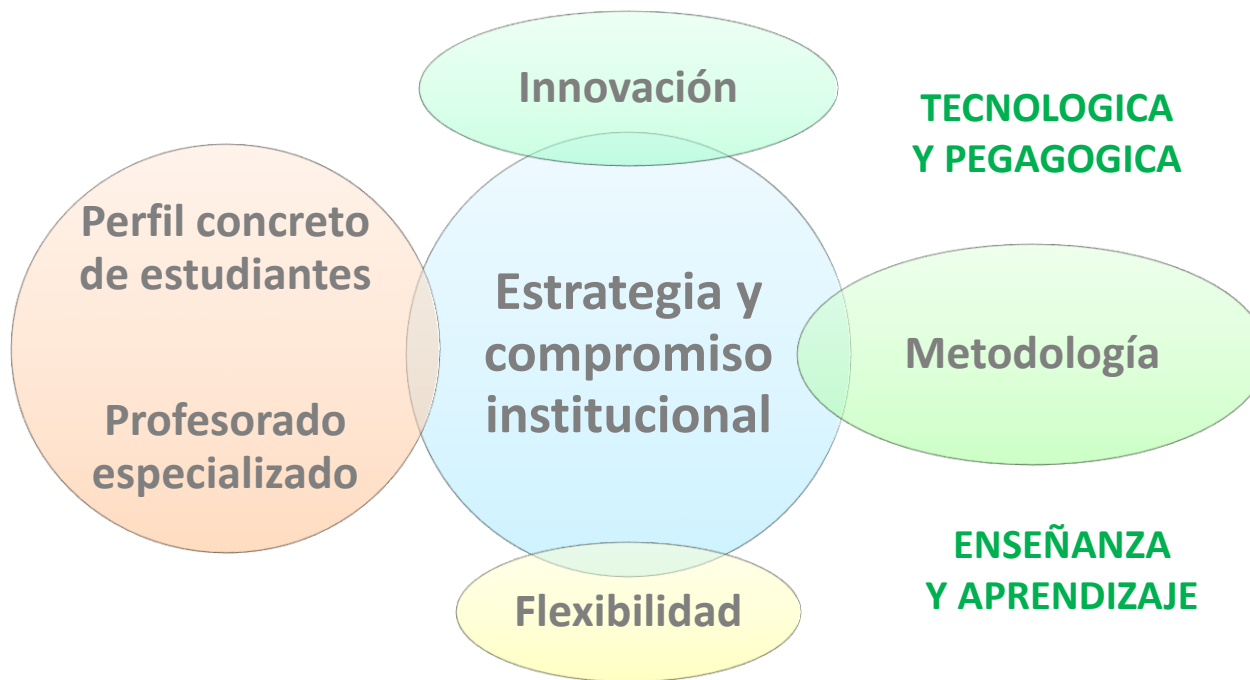 Innovación
TECNOLOGICA
Y PEGAGOGICA
Perfil concreto
de estudiantes
Estrategia y
compromiso
institucional
Metodología
Profesorado
especializado
ENSEÑANZA
Y APRENDIZAJE
Flexibilidad